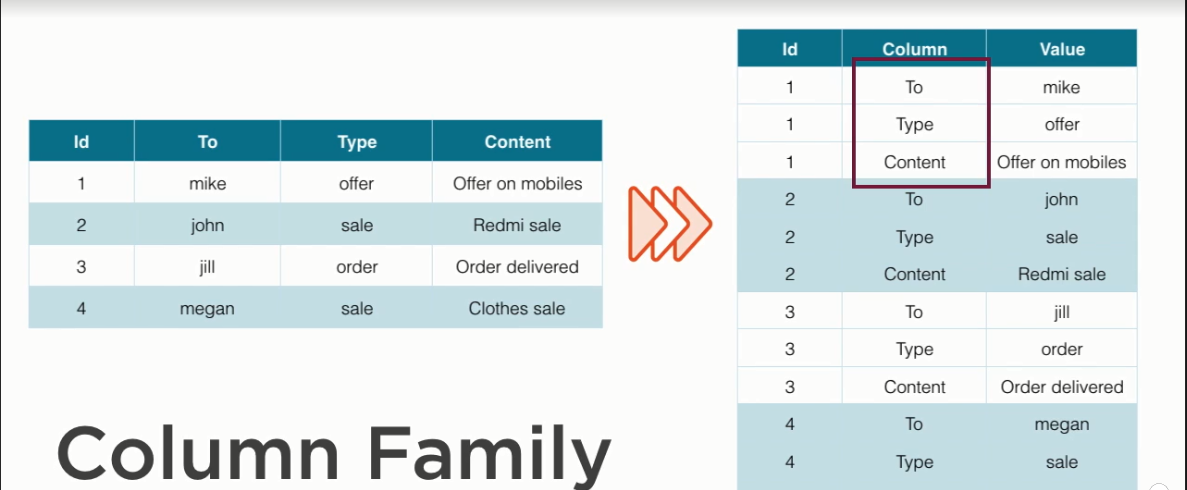 Id To Type Content
1 mike offer Offer on mobiles
2 john sale Redmi sale
3 jill order Order delivered
4 megan sale Clothes sale
Column Family
Id Column Value
1 To mike
1 Type offer
1 Content Offer on mobiles
2 To john
2 Type sale
2 Content Redmi sale
3 To jill
3 Type order
3 Content Order delivered
4 To megan
4 Type sale